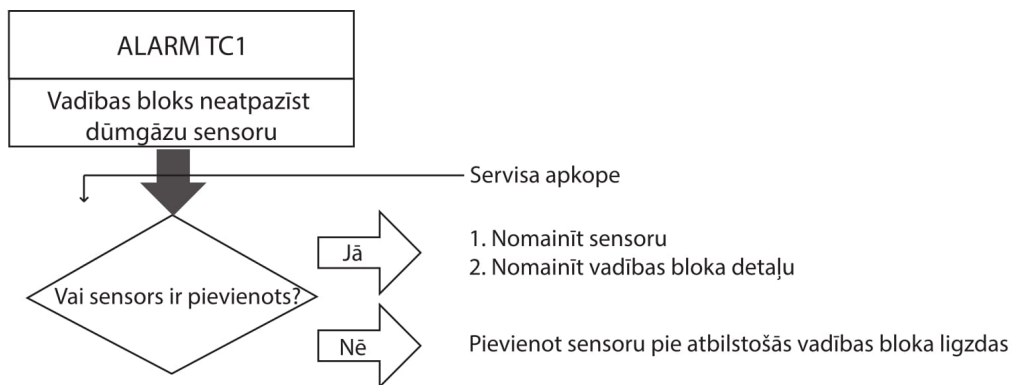 ALARM TC1
Vadības bloks neatpazīst
dūmgāzu sensoru
Servisa apkope
Vai sensors ir pievienots?
Jā
1. Nomainīt sensoru
2. Nomainīt vadības bloka detaļu
Nē
Pievienot sensoru pie atbilstošās vadības bloka ligzdas